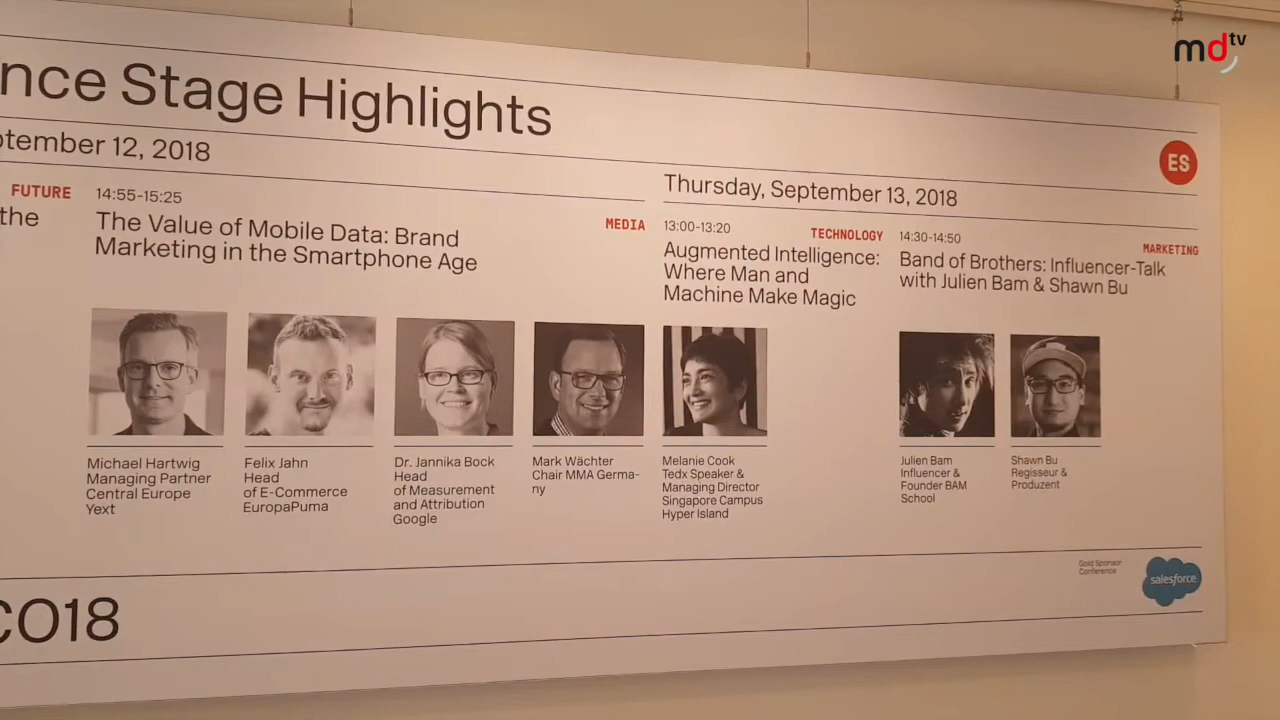 md tv
nce Stage Highlights
ptember 12, 2018
ES
FUTURE
the
14:55-15:25
The Value of Mobile Data: Brand
Marketing in the Smartphone Age
MEDIA
Michael Hartwig
Managing Partner
Central Europe
Yext
Felix Jahn
Head
of E-Commerce
EuropaPuma
Dr. Jannika Bock
Head
of Measurement
and Attribution
Google
Mark Wächter
Chair MMA Germa-
ny
Thursday, September 13, 2018
13:00-13:20
TECHNOLOGY
Augmented Intelligence:
Where Man and
Machine Make Magic
Melanie Cook
Tedx Speaker &
Managing Director
Singapore Campus
Hyper Island
14:30-14:50
MARKETING
Band of Brothers: Influencer-Talk
with Julien Bam & Shawn Bu
Julien Bam
Influencer &
Founder BAM
School
Shawn Bu
Regisseur &
Produzent
Gold Sponsor
Conference
salesforce
CO18